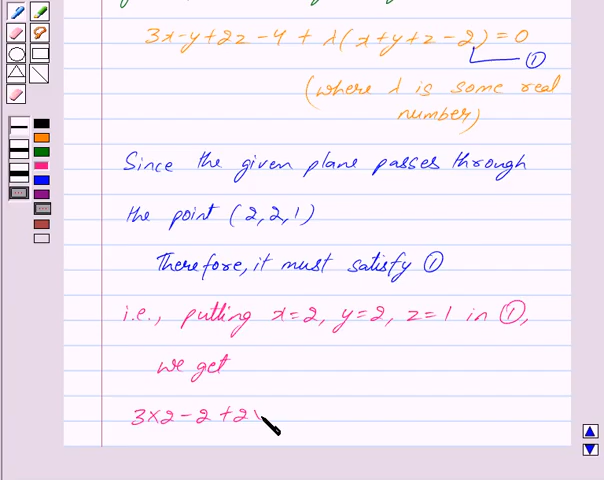 3x-y+2z-4 + λ(x+y+z-2)=0
①
(where λ is some real
number)
Since the given plane passes through
the point (2,2,1)
Therefore, it must satisfy ①
i.e., putting x=2, y=2, z=1 in ①,
we get
3×2-2+2